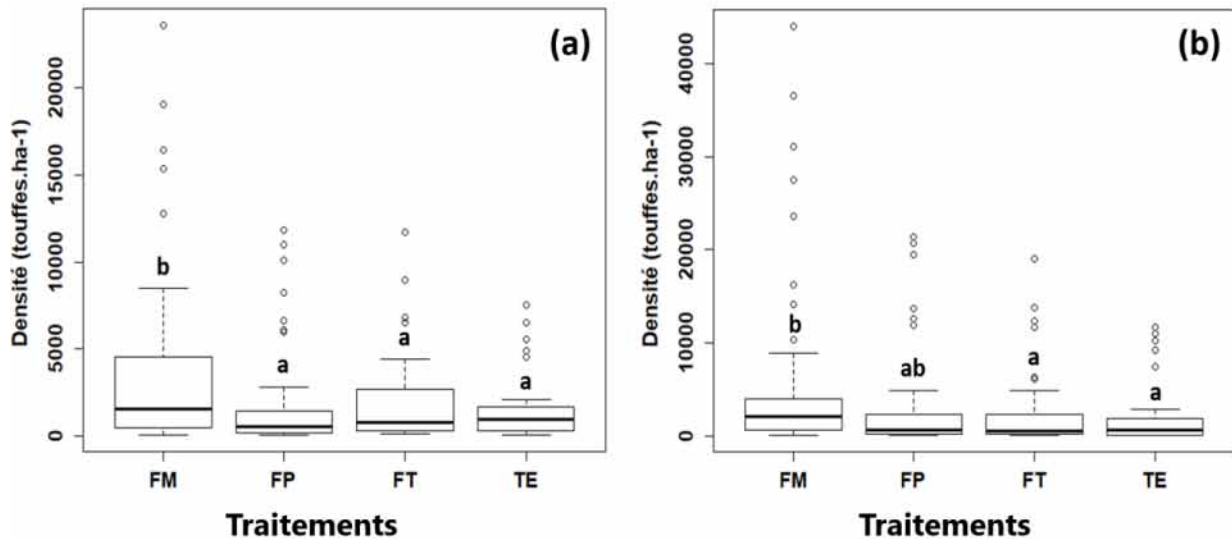 (a)
Densité (touffes.ha-1)
20000
15000
10000
5000
0
b
a
a
a
FM FP FT TE
Traitements
(b)
Densité (touffes.ha-1)
40000
30000
20000
10000
0
b
ab
a
a
FM FP FT TE
Traitements